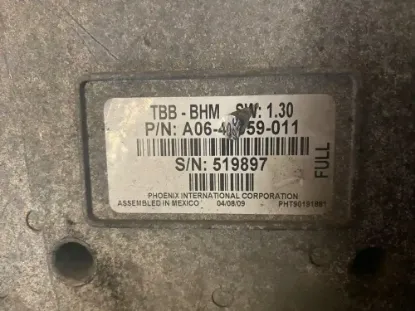 TBB - BHM SW: 1.30
P/N:
S/N: 519897
FULL
PHOENIX INTERNATIONAL CORPORATION
ASSEMBLED IN MEXICO 04/08/09